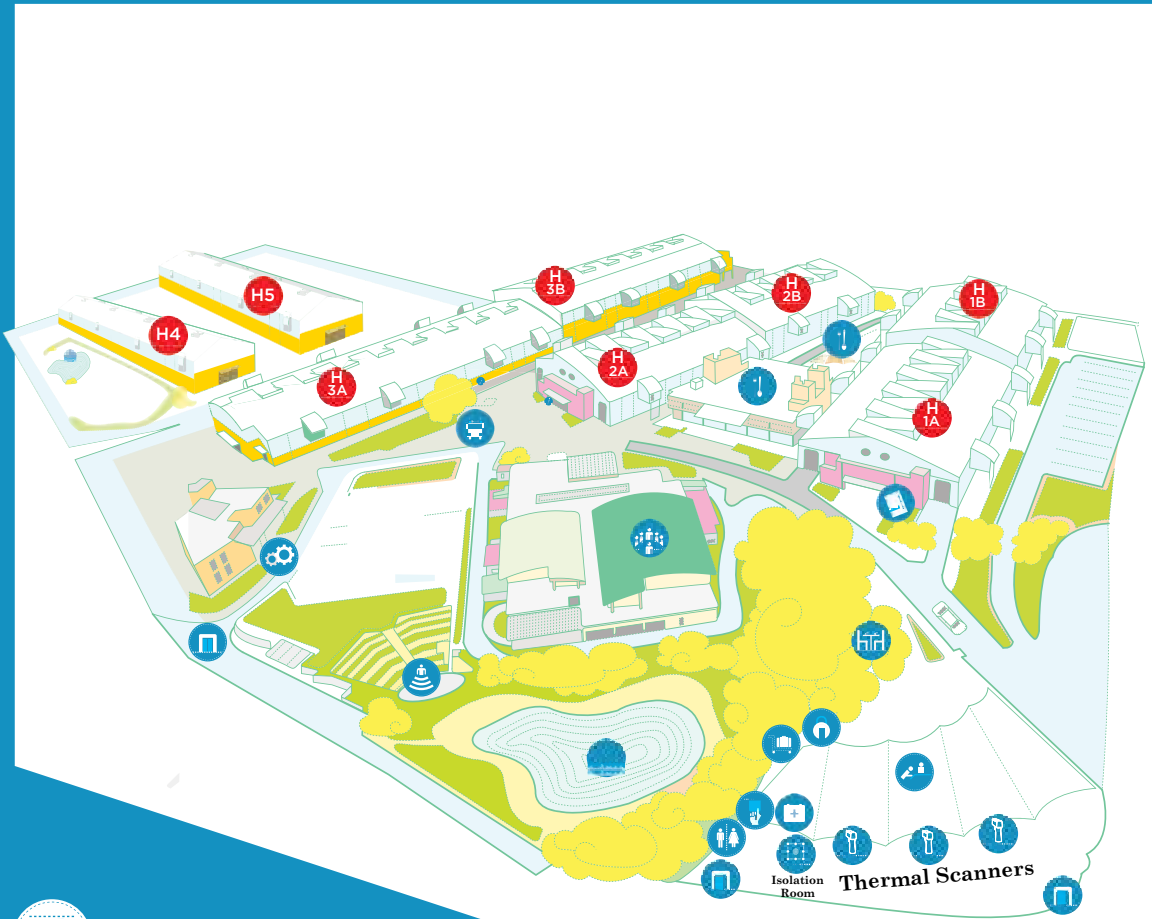 H
3B
H5
H
2B
H
1B
H4
H
3A
H
2A
H
1A
Isolation
Room
Thermal Scanners